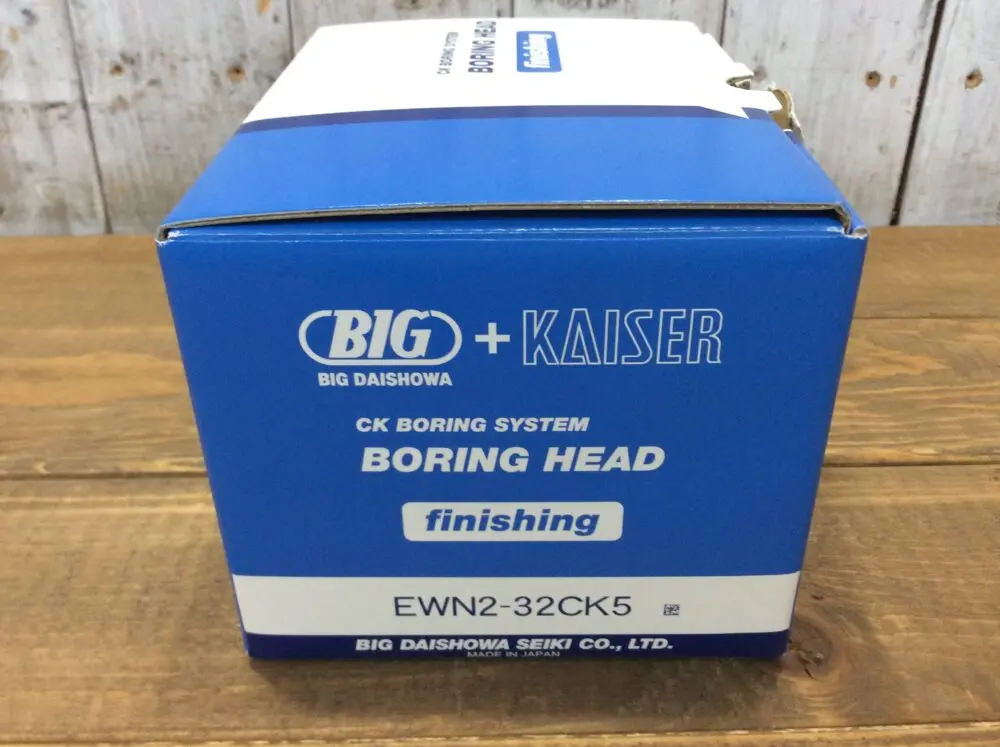 CK BORING SYSTEM
BORING HEAD
finishing
BIG + KAISER
BIG DAISHOWA
CK BORING SYSTEM
BORING HEAD
finishing
EWN2-32CK5
BIG DAISHOWA SEIKI CO., LTD.
MADE IN JAPAN